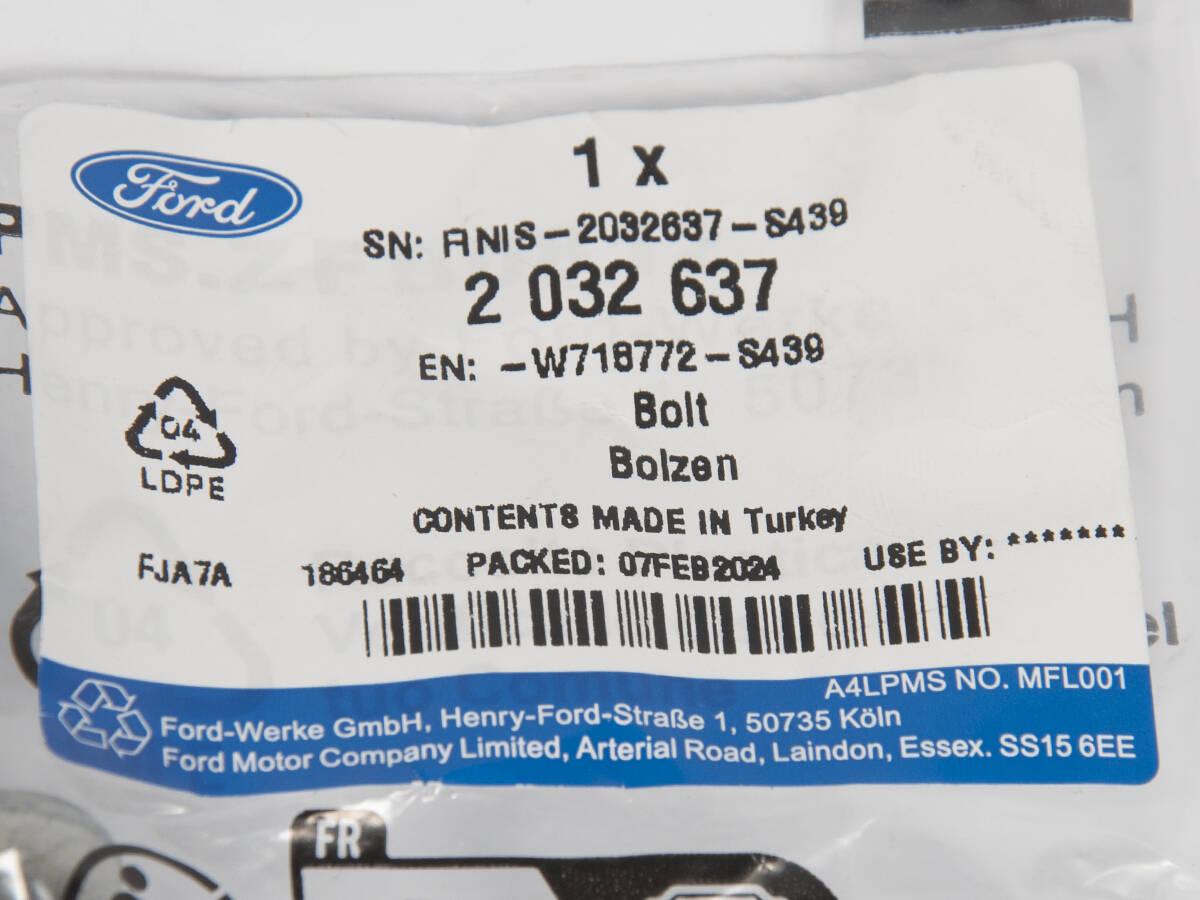 Ford
1 x
SN: FINIS-2032637-S439
2 032 637
EN: -W718772-S439
Bolt
Bolzen
04
LDPE
CONTENTS MADE IN Turkey
FJA7A 186464 PACKED: 07FEB2024 USE BY: *******
A4LPMS NO. MFL001
Ford-Werke GmbH, Henry-Ford-Straße 1, 50735 Köln
Ford Motor Company Limited, Arterial Road, Laindon, Essex. SS15 6EE
FR